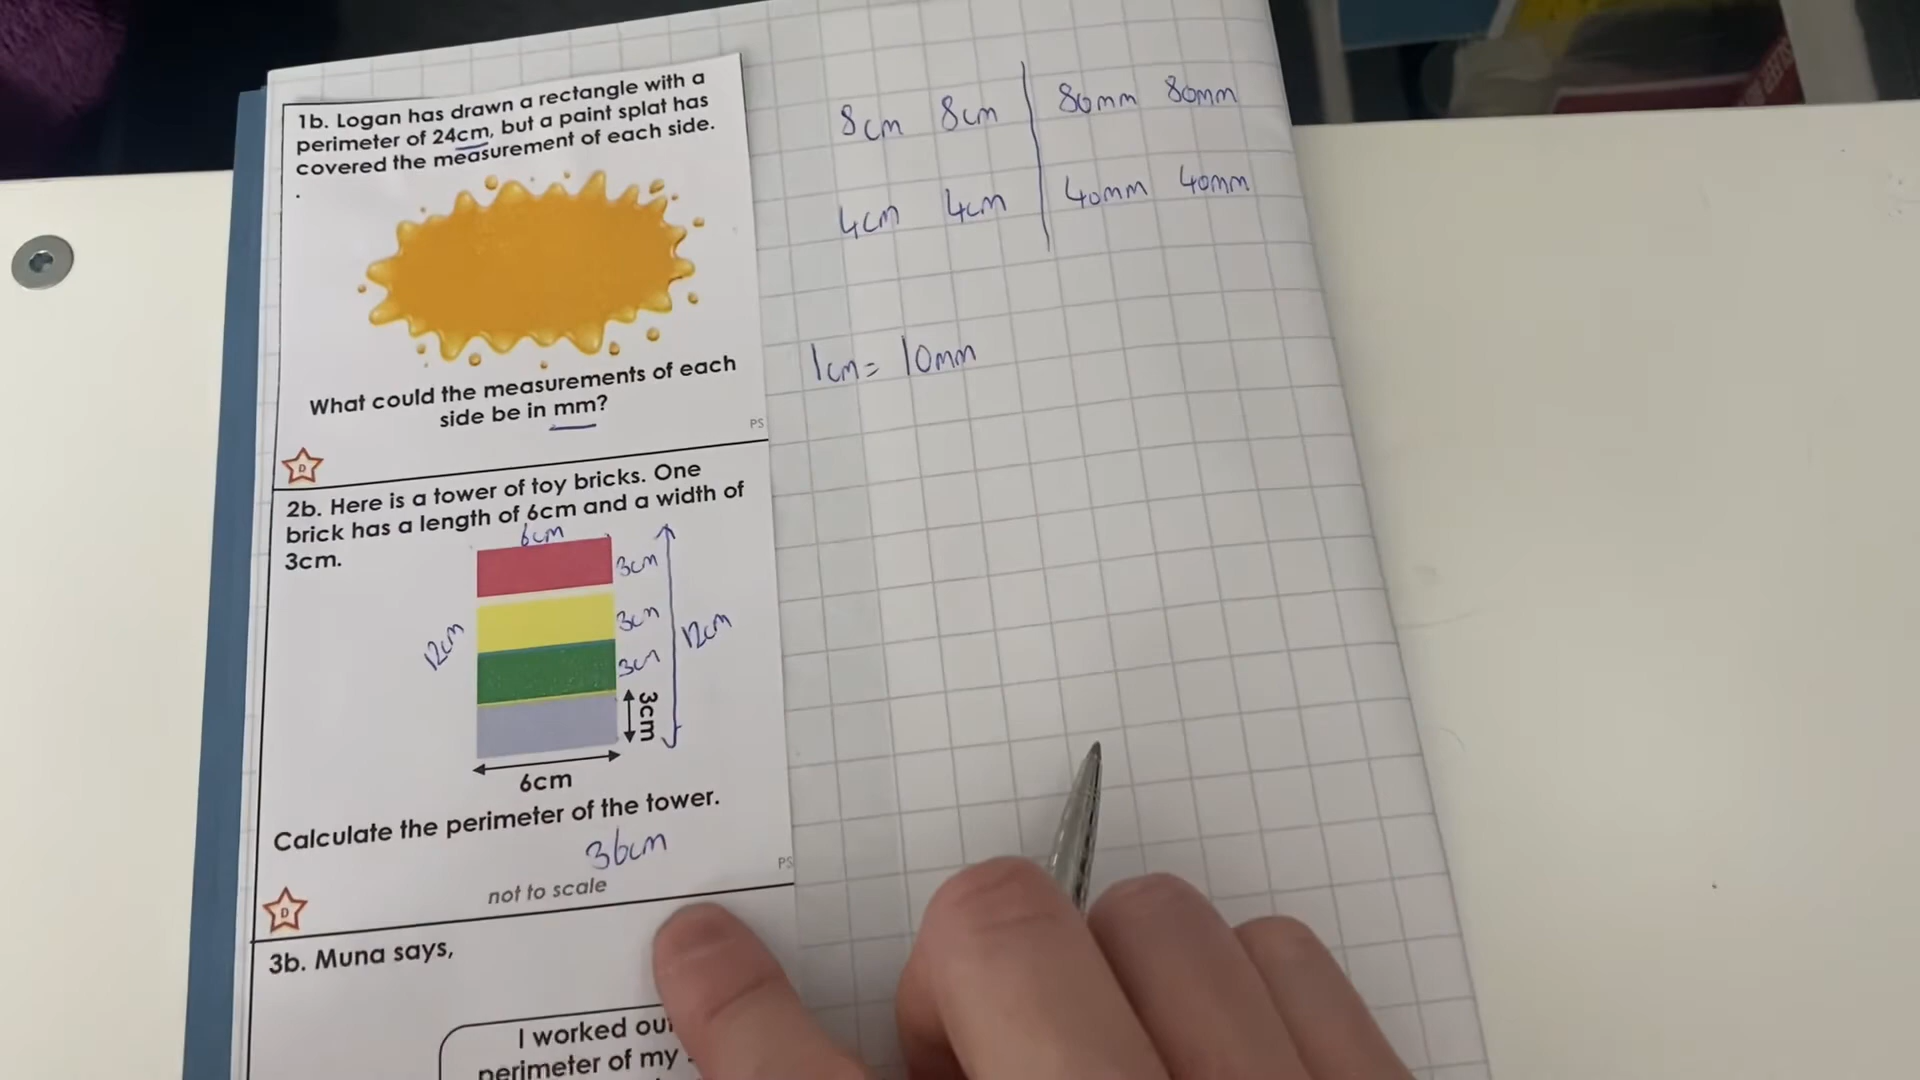 1b. Logan has drawn a rectangle with a
perimeter of 24cm, but a paint splat has
covered the measurement of each side.
What could the measurements of each
side be in mm?
PS
D
2b. Here is a tower of toy bricks. One
brick has a length of 6cm and a width of
3cm.
6cm
3cm
3cm
3cm
3cm
12cm
12cm
6cm
Calculate the perimeter of the tower.
36cm
not to scale
PS
D
3b. Muna says,
I worked out
perimeter of my
8cm 8cm 80mm 80mm
4cm 4cm 40mm 40mm
1cm = 10mm